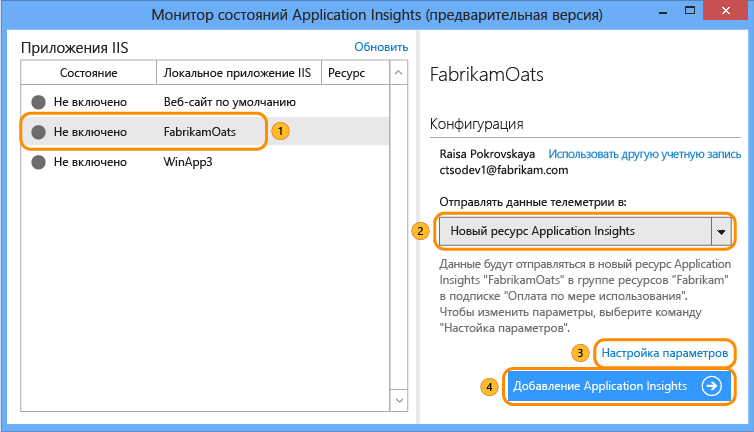 Монитор состояний Application Insights (предварительная версия)
Приложения IIS
Обновить
Состояние Локальное приложение IIS Ресурс
Не включено Веб-сайт по умолчанию
Не включено FabrikamOats 1
Не включено WinApp3
FabrikamOats
Конфигурация
Raisa Pokrovskaya Использовать другую учетную запись
ctsodev1@fabrikam.com
Отправлять данные телеметрии в:
2 Новый ресурс Application Insights
Данные будут отправляться в новый ресурс Application
Insights "FabrikamOats" в группе ресурсов "Fabrikam"
в подписке "Оплата по мере использования".
Чтобы изменить параметры, выберите команду
"Настойка параметров".
3 Настройка параметров
4 Добавление Application Insights